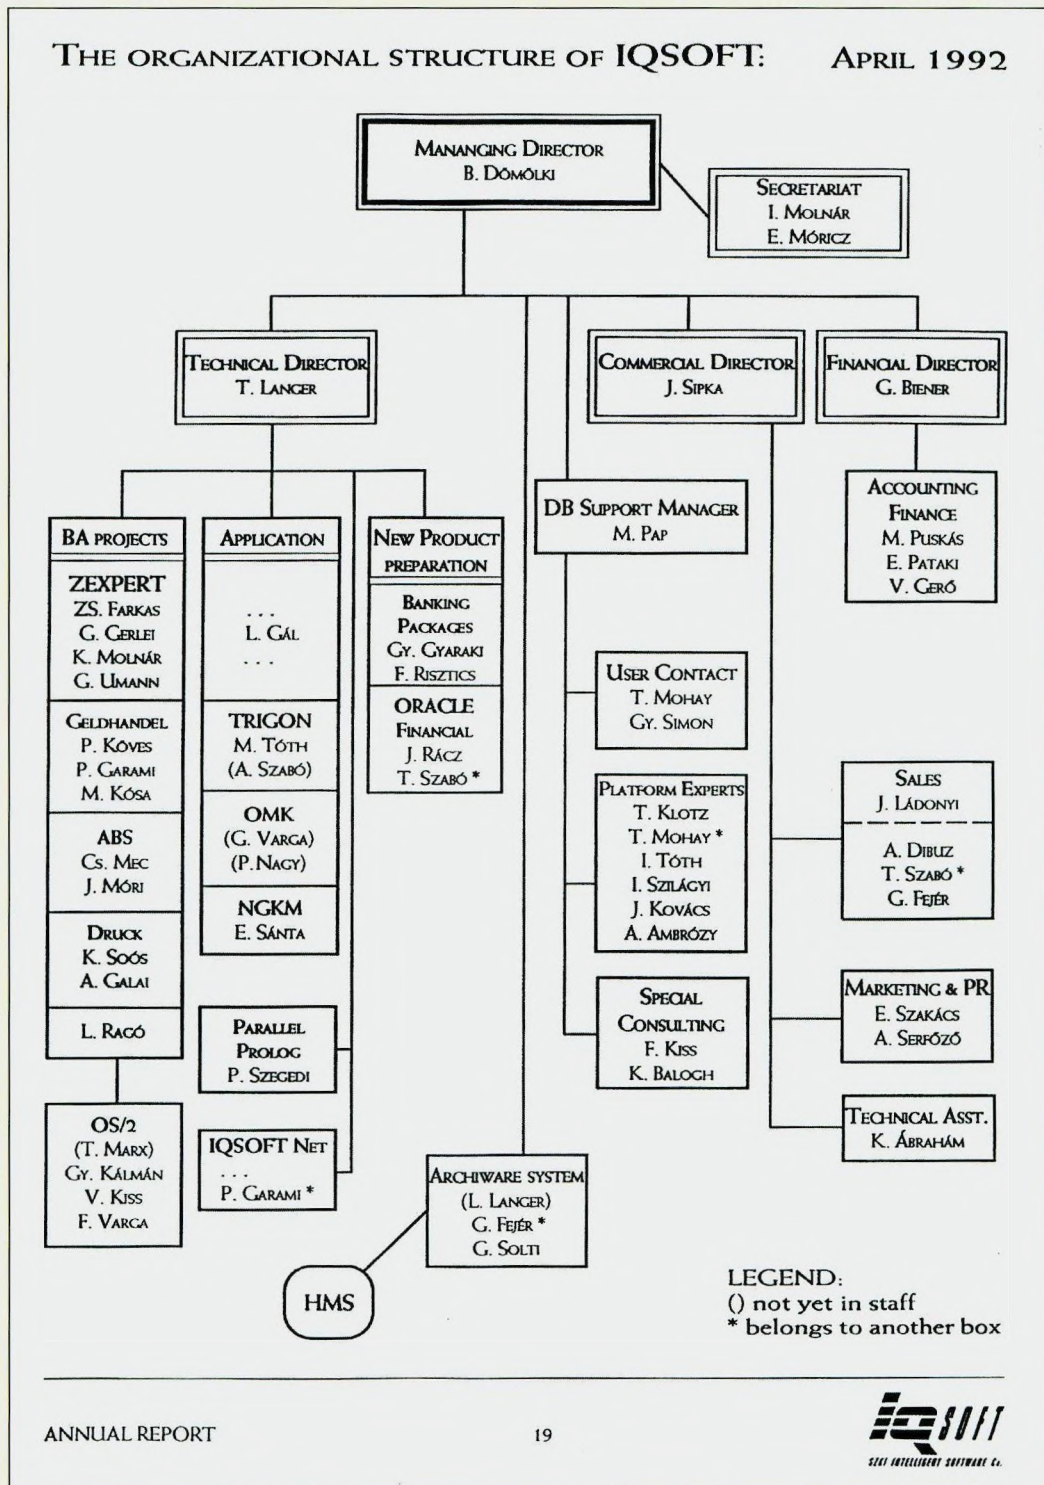 THE ORGANIZATIONAL STRUCTURE OF IQSOFT: APRIL 1992
MANANGING DIRECTOR
B. DÖMÖLKI
SECRETARIAT
I. MOLNÁR
E. MÓRICZ
TECHNICAL DIRECTOR
T. LANGER
COMMERCIAL DIRECTOR
J. SIPKA
FINANCIAL DIRECTOR
G. BIENER
ACCOUNTING
FINANCE
M. PUSKÁS
E. PATAKI
V. GERŐ
DB SUPPORT MANAGER
M. PAP
BA PROJECTS
ZEXPERT
ZS. FARKAS
G. GERLEI
K. MOLNÁR
G. UMANN
GELDHANDEL
P. KÖVES
P. GARAMI
M. KÓSA
ABS
CS. MEC
J. MÓRI
DRUCK
K. SOÓS
A. GALAI
L. RAGÓ
OS/2
(T. MARX)
GY. KÁLMÁN
V. KISS
F. VARGA
APPLICATION
...
L. GÁL
...
TRIGON
M. TÓTH
(A. SZABÓ)
OMK
(G. VARGA)
(P.NAGY)
NGKM
E. SÁNTA
PARALLEL
PROLOG
P. SZEGEDI
IQSOFT NET
...
P. GARAMI *
NEW PRODUCT
PREPARATION
BANKING
PACKAGES
GY. GYARAKI
F. RISZTICS
ORACLE
FINANCIAL
J. RÁCZ
T. SZABÓ *
USER CONTACT
T. MOHAY
GY. SIMON
PLATFORM EXPERTS
T. KLOTZ
T. MOHAY *
I. TÓTH
I. SZILÁGYI
J. KOVÁCS
A. AMBRÓZY
SPECIAL
CONSULTING
F. KISS
K. BALOGH
SALES
J. LÁDONYI
A. DIBUZ
T. SZABÓ *
G. FEJÉR
MARKETING & PR
E. SZAKÁCS
A. SERFŐZŐ
TECHNICAL ASST.
K. ÁBRAHÁM
ARCHIWARE SYSTEM
(L. LANGER)
G. FEJÉR *
G. SOLTI
HMS
LEGEND:
() not yet in staff
* belongs to another box
ANNUAL REPORT 19
IQSOFT
SZKI INTELLIGENT SOFTWARE Co.